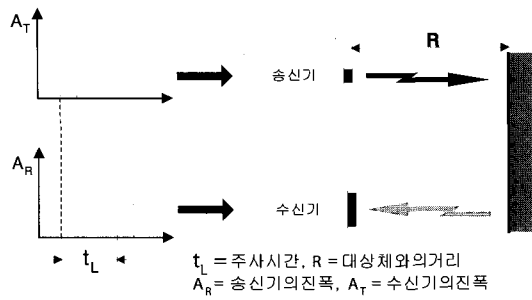 A_T
R
송신기
A_R
수신기
t_L
t_L = 주사시간, R = 대상체와의거리
A_R = 송신기의진폭, A_T = 수신기의진폭